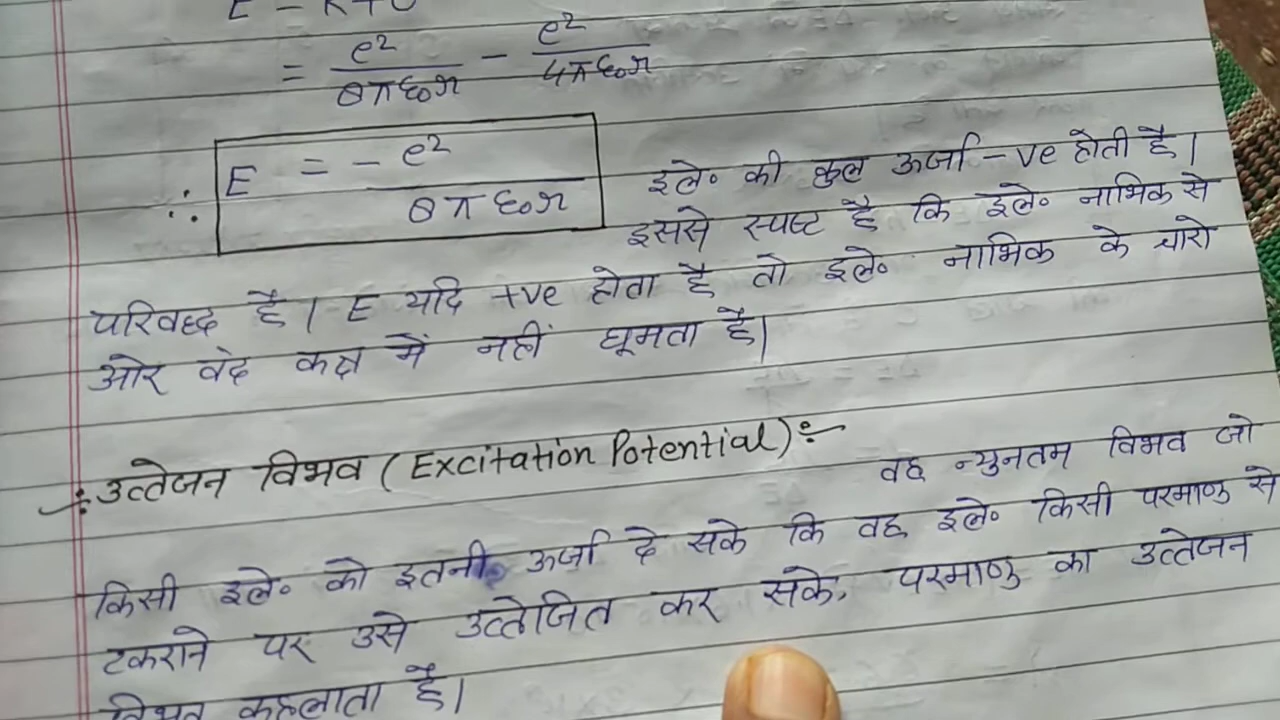 E = K+U
= e²/8πε₀r - e²/4πε₀r
∴ E = -e²/8πε₀r
इले॰ की कुल ऊर्जा -ve होती है।
इससे स्पष्ट है कि इले॰ नाभिक से
परिवद्ध है। E यदि +ve होता है तो इले॰ नाभिक के चारो
ओर वंद कक्ष में नहीं घूमता है।
उत्तेजन विभव (Excitation Potential):-
वह न्युनतम विभव जो
किसी इले॰ को इतनी ऊर्जा दे सके कि वह इले॰ किसी परमाणु से
टकराने पर उसे उत्तेजित कर सके, परमाणु का उत्तेजन
विभव कहलाता है।